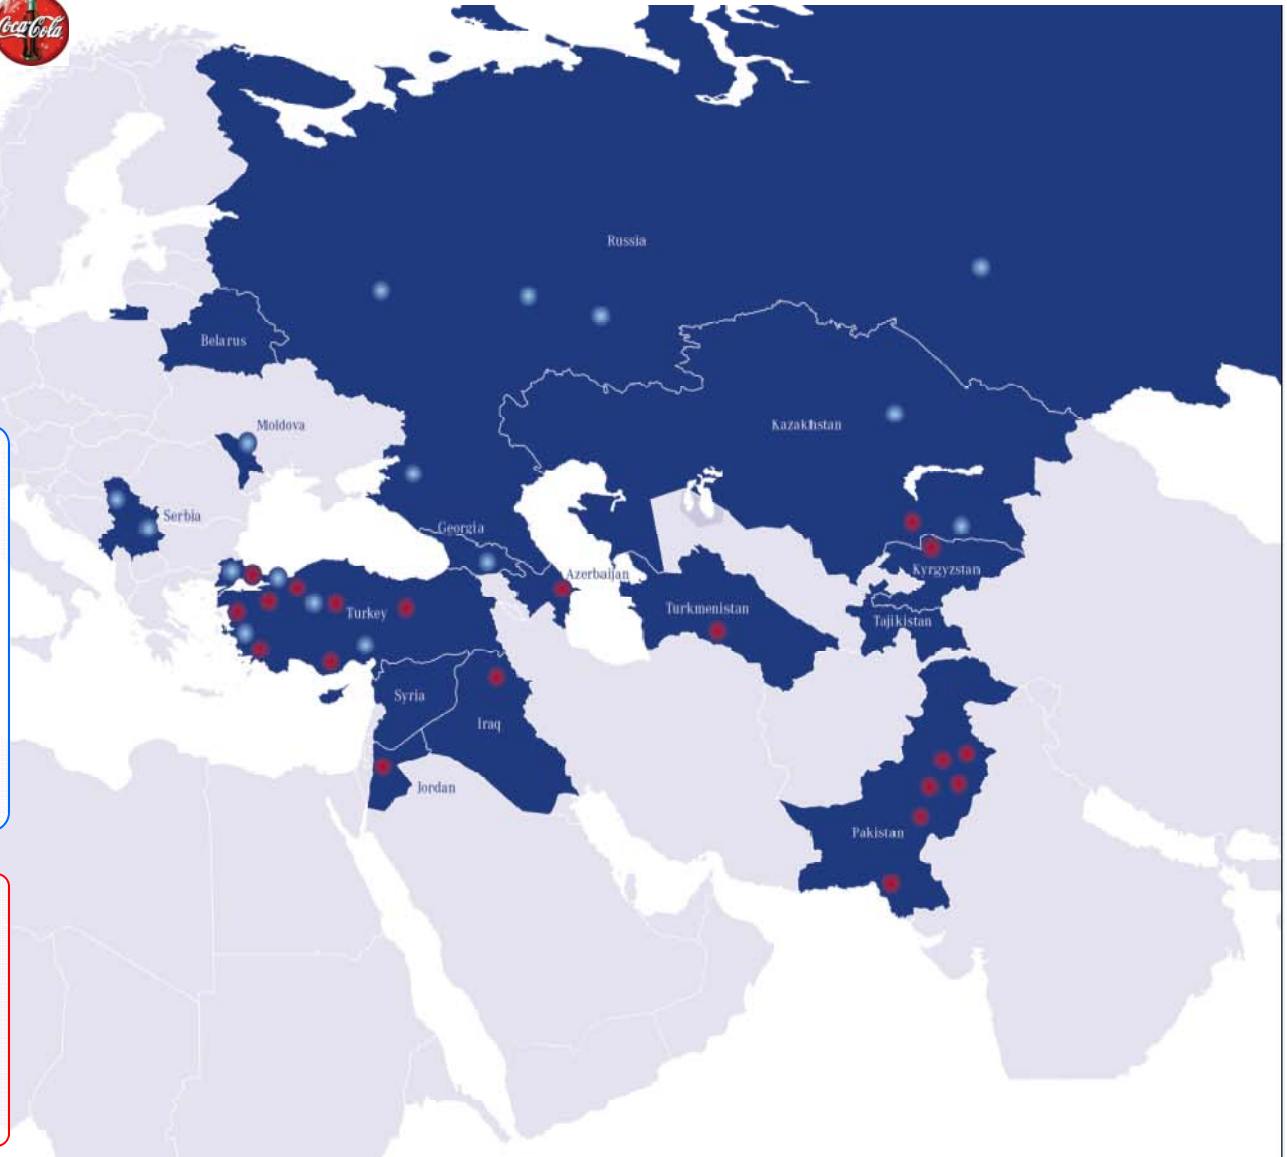 Coca-Cola
Russia
Belarus
Moldova
Kazakhstan
Serbia
Georgia
Azerbaijan
Kyrgyzstan
Turkmenistan
Turkey
Tajikistan
Syria
Iraq
Jordan
Pakistan